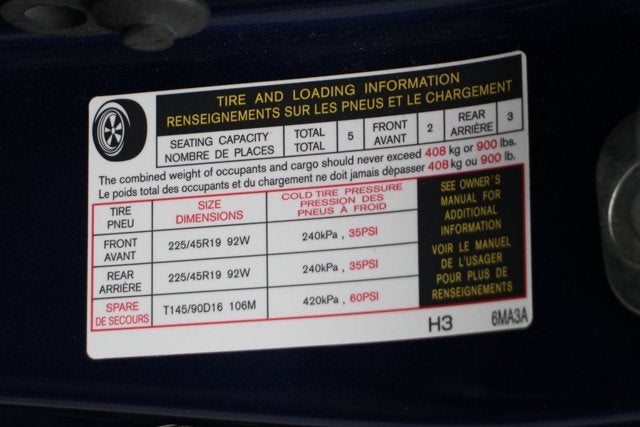 TIRE AND LOADING INFORMATION
RENSEIGNEMENTS SUR LES PNEUS ET LE CHARGEMENT
SEATING CAPACITY TOTAL 5 FRONT 2 REAR 3
NOMBRE DE PLACES TOTAL AVANT ARRIÈRE
The combined weight of occupants and cargo should never exceed 408 kg or 900 lbs.
Le poids total des occupants et du chargement ne doit jamais dépasser 408 kg ou 900 lb.
TIRE PNEU SIZE DIMENSIONS COLD TIRE PRESSURE
PRESSION DES
PNEUS À FROID
FRONT AVANT 225/45R19 92W 240kPa , 35PSI
REAR ARRIÈRE 225/45R19 92W 240kPa , 35PSI
SPARE DE SECOURS T145/90D16 106M 420kPa , 60PSI
SEE OWNER'S
MANUAL FOR
ADDITIONAL
INFORMATION
VOIR LE MANUEL
DE L'USAGER
POUR PLUS DE
RENSEIGNEMENTS
H3 6MA3A